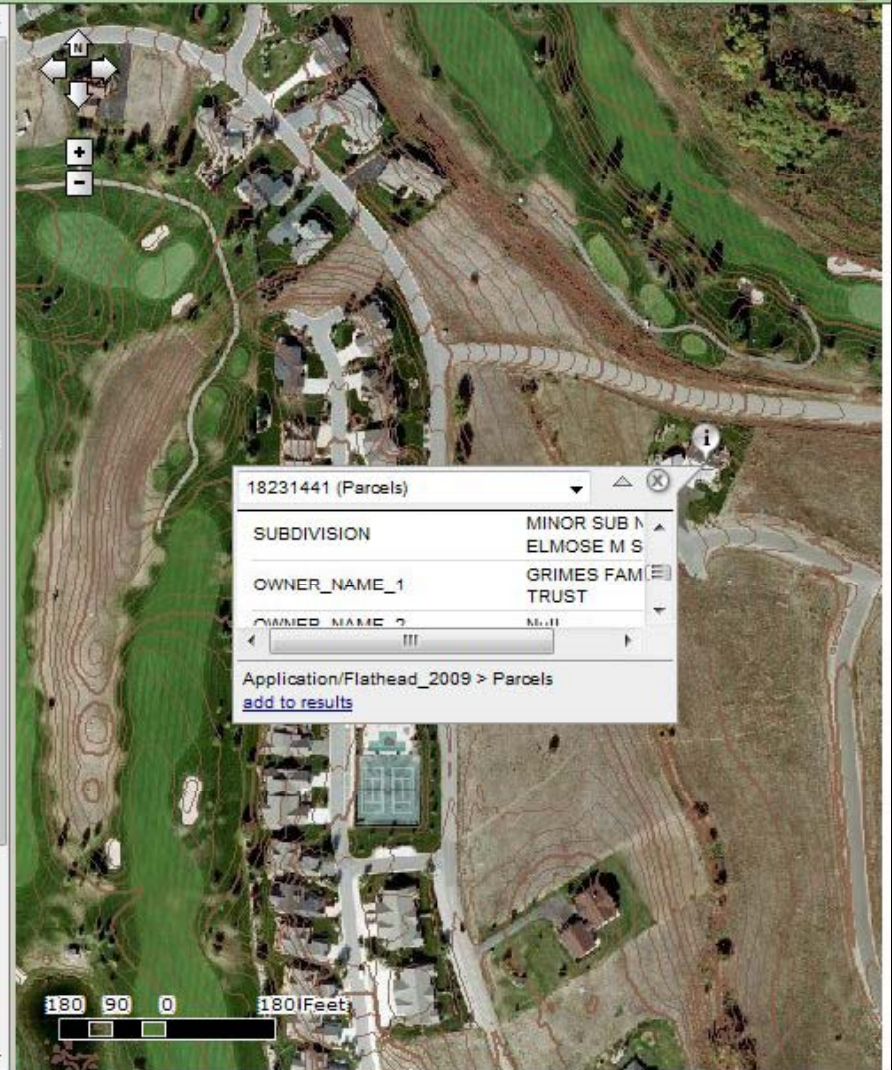 N
+
−
i
18231441 (Parcels)
SUBDIVISION
MINOR SUB N
ELMOSE M S
OWNER_NAME_1
GRIMES FAM
TRUST
OWNER_NAME_2
Null
Application/Flathead_2009 > Parcels
add to results
180 90 0 180 Feet